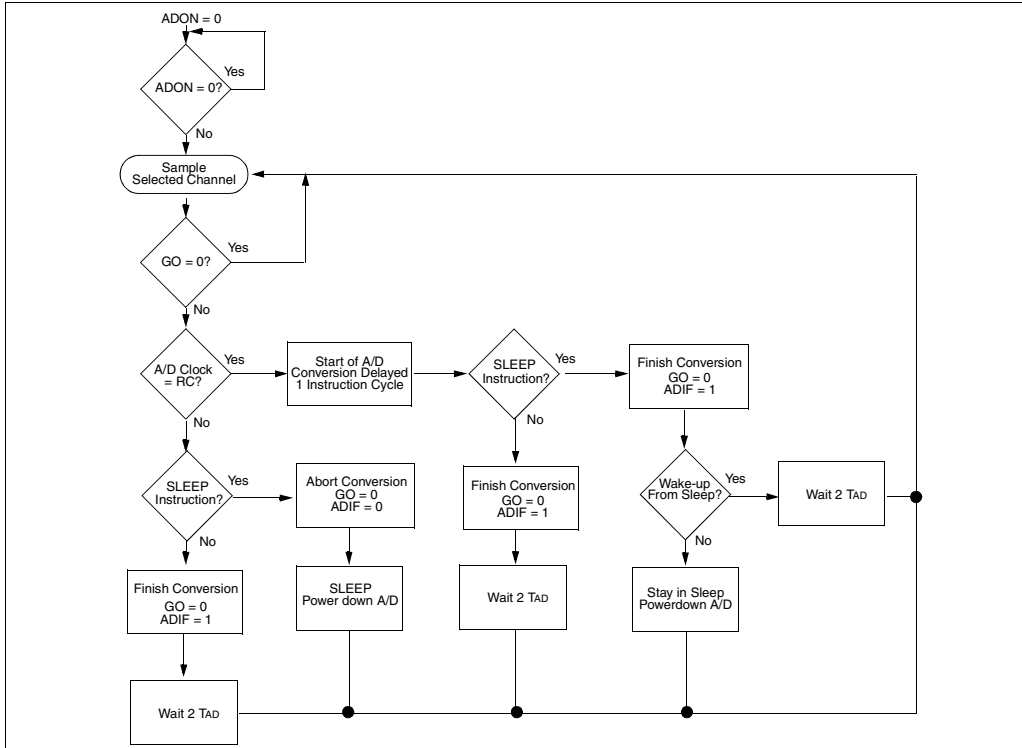 ADON = 0
Yes
ADON = 0?
No
Sample
Selected Channel
Yes
GO = 0?
No
A/D Clock
= RC?
Yes
Start of A/D
Conversion Delayed
1 Instruction Cycle
SLEEP
Instruction?
Yes
Finish Conversion
GO = 0
ADIF = 1
No
No
SLEEP
Instruction?
Yes
Abort Conversion
GO = 0
ADIF = 0
Finish Conversion
GO = 0
ADIF = 1
Wake-up
From Sleep?
Yes
Wait 2 TAD
No
No
Finish Conversion
GO = 0
ADIF = 1
SLEEP
Power down A/D
Wait 2 TAD
Stay in Sleep
Powerdown A/D
Wait 2 TAD